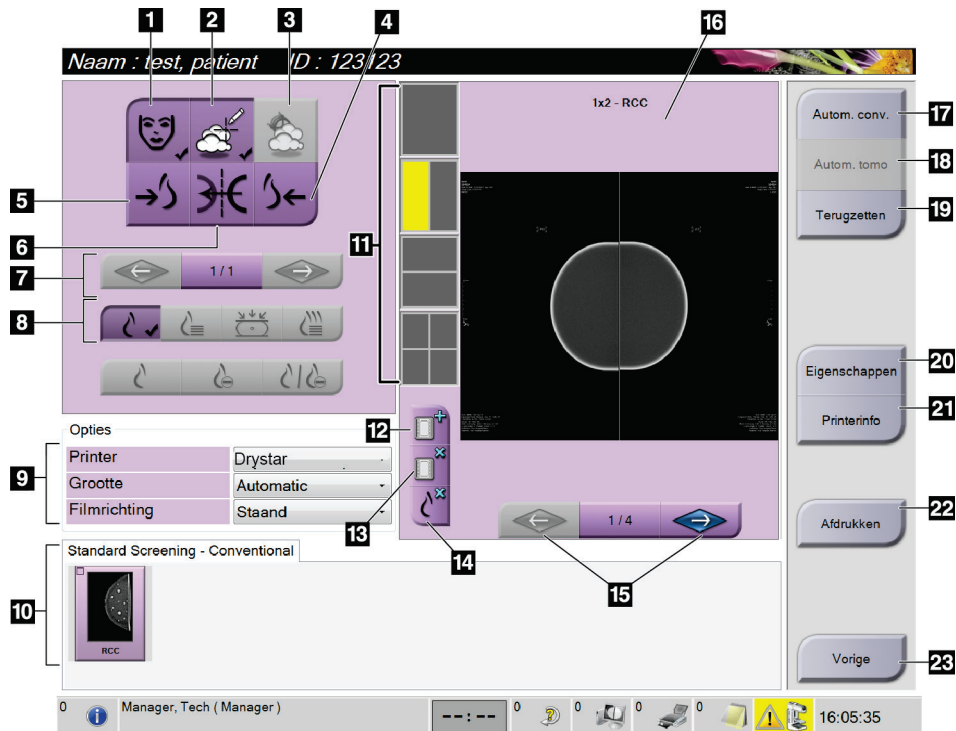 1
2
3
4
16
Naam : test, patient ID : 123123
1x2 - RCC
Autom. conv.
17
Autom. tomo
18
Terugzetten
19
5
6
7
1/1
8
11
Eigenschappen
20
Printerinfo
21
Opties
12
9
Printer
Drystar
Grootte
Automatic
Filmrichting
Staand
13
14
1/4
15
Afdrukken
22
10
Standard Screening - Conventional
RCC
Vorige
23
0
Manager, Tech ( Manager )
--:--
0
0
0
0
16:05:35